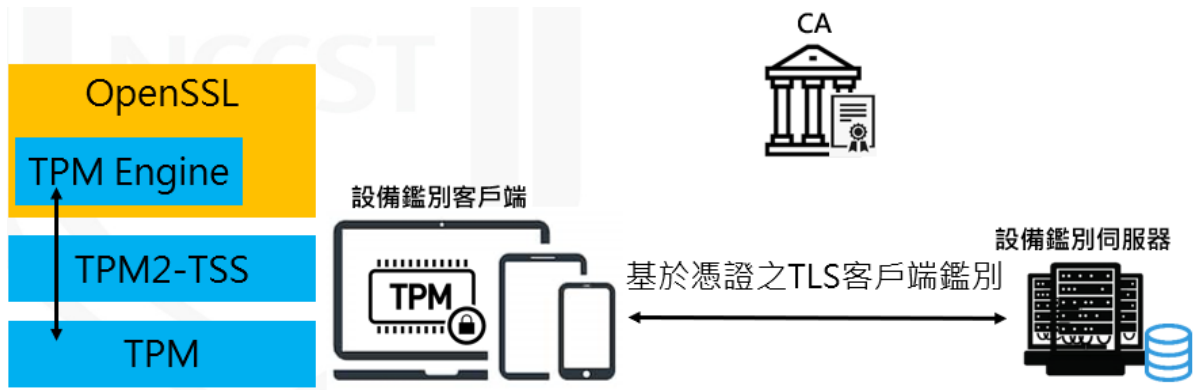 NCCST
CA
OpenSSL
TPM Engine
TPM2-TSS
TPM
設備鑑別客戶端
TPM
基於憑證之TLS客戶端鑑別
設備鑑別伺服器